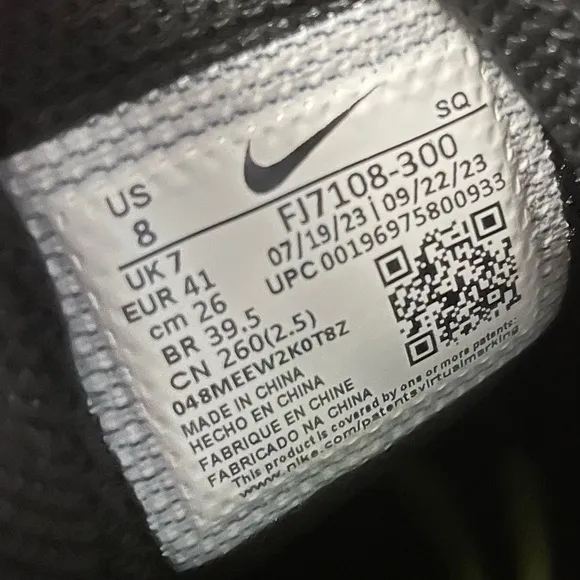 SQ
US
8
FJ7108-300
07/19/23 | 09/22/23
UPC 00196975800933
UK 7
EUR 41
cm 26
BR 39.5
CN 260(2.5)
048MEEW2K0T8Z
MADE IN CHINA
HECHO EN CHINA
FABRIQUE EN CHINE
FABRICADO NA CHINA
This product is covered by one or more patents:
www.nike.com/patentsvirtualmarking